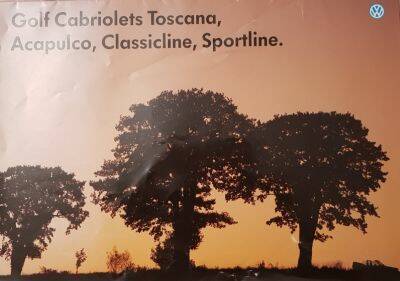 Golf Cabriolets Toscana,
Acapulco, Classicline, Sportline.